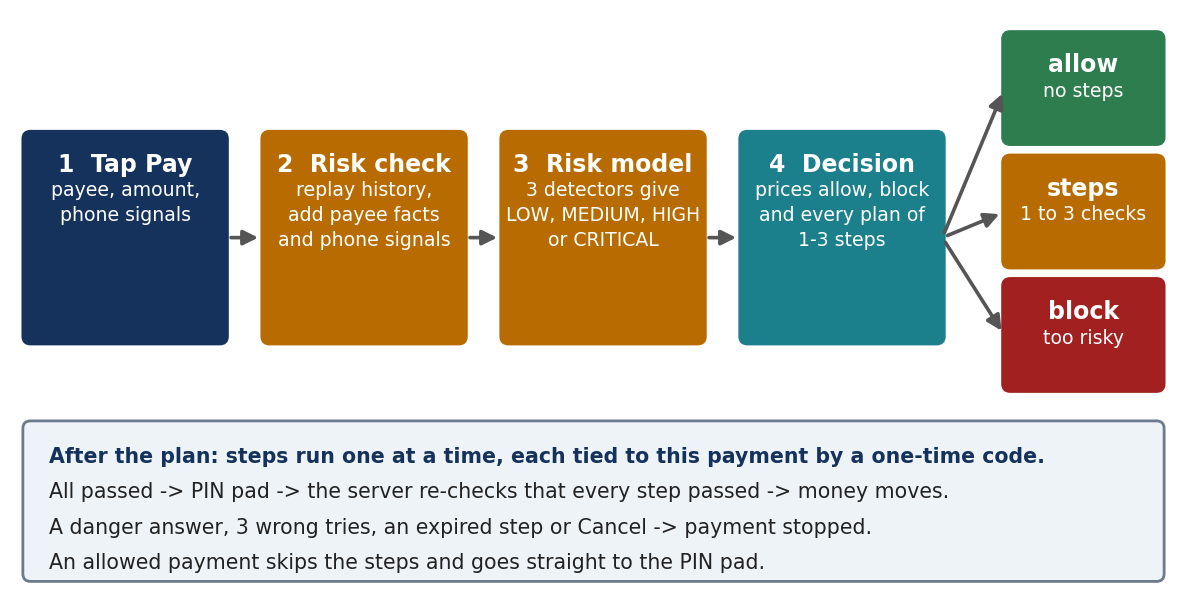 1  Tap Pay
payee, amount,
phone signals
2  Risk check
replay history,
add payee facts
and phone signals
3  Risk model
3 detectors give
LOW, MEDIUM, HIGH
or CRITICAL
4  Decision
prices allow, block
and every plan of
1-3 steps
allow
no steps
steps
1 to 3 checks
block
too risky
After the plan: steps run one at a time, each tied to this payment by a one-time code.
All passed -> PIN pad -> the server re-checks that every step passed -> money moves.
A danger answer, 3 wrong tries, an expired step or Cancel -> payment stopped.
An allowed payment skips the steps and goes straight to the PIN pad.